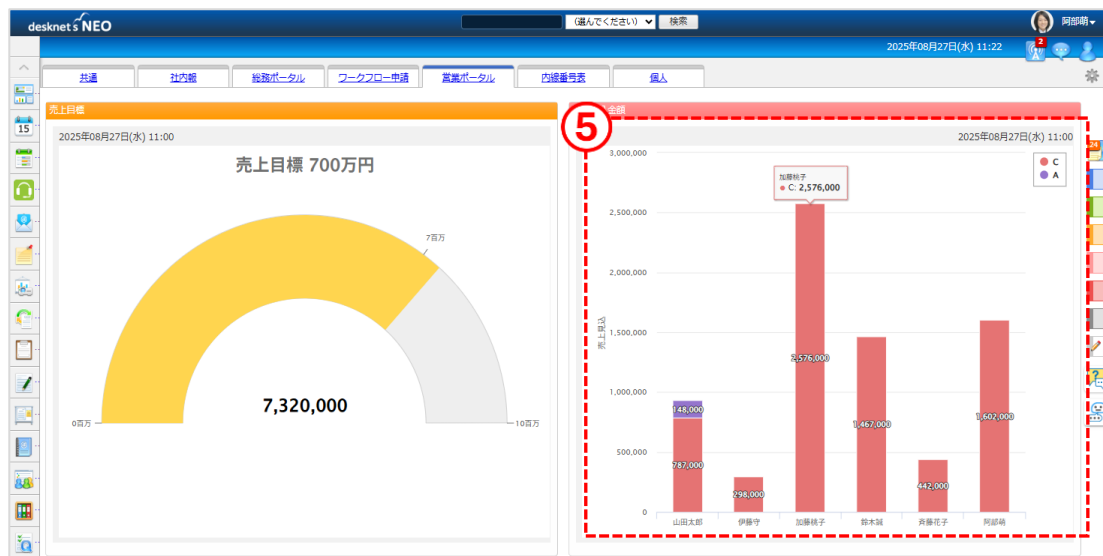 desknet's NEO
(選んでください)
検索
阿部萌
2025年08月27日(水) 11:22
2
共通
社内報
総務ポータル
ワークフロー申請
営業ポータル
内線番号表
個人
15
売上目標
2025年08月27日(水) 11:00
売上目標 700万円
7百万
0百万
10百万
7,320,000
⑤
金額
2025年08月27日(水) 11:00
24
C
A
加藤桃子
C: 2,576,000
売上見込
3,000,000
2,500,000
2,000,000
1,500,000
1,000,000
500,000
0
148,000
787,000
298,000
2,576,000
1,467,000
442,000
1,602,000
山田太郎
伊藤守
加藤桃子
鈴木誠
斉藤花子
阿部萌